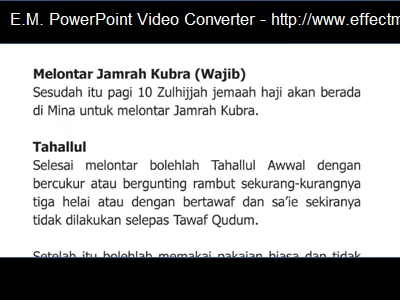 E.M. PowerPoint Video Converter - http://www.effectm
Melontar Jamrah Kubra (Wajib)
Sesudah itu pagi 10 Zulhijjah jemaah haji akan berada
di Mina untuk melontar Jamrah Kubra.
Tahallul
Selesai melontar bolehlah Tahallul Awwal dengan
bercukur atau bergunting rambut sekurang-kurangnya
tiga helai atau dengan bertawaf dan sa’ie sekiranya
tidak dilakukan selepas Tawaf Qudum.
Setelah itu bolehlah memakai pakaian biasa dan tidak